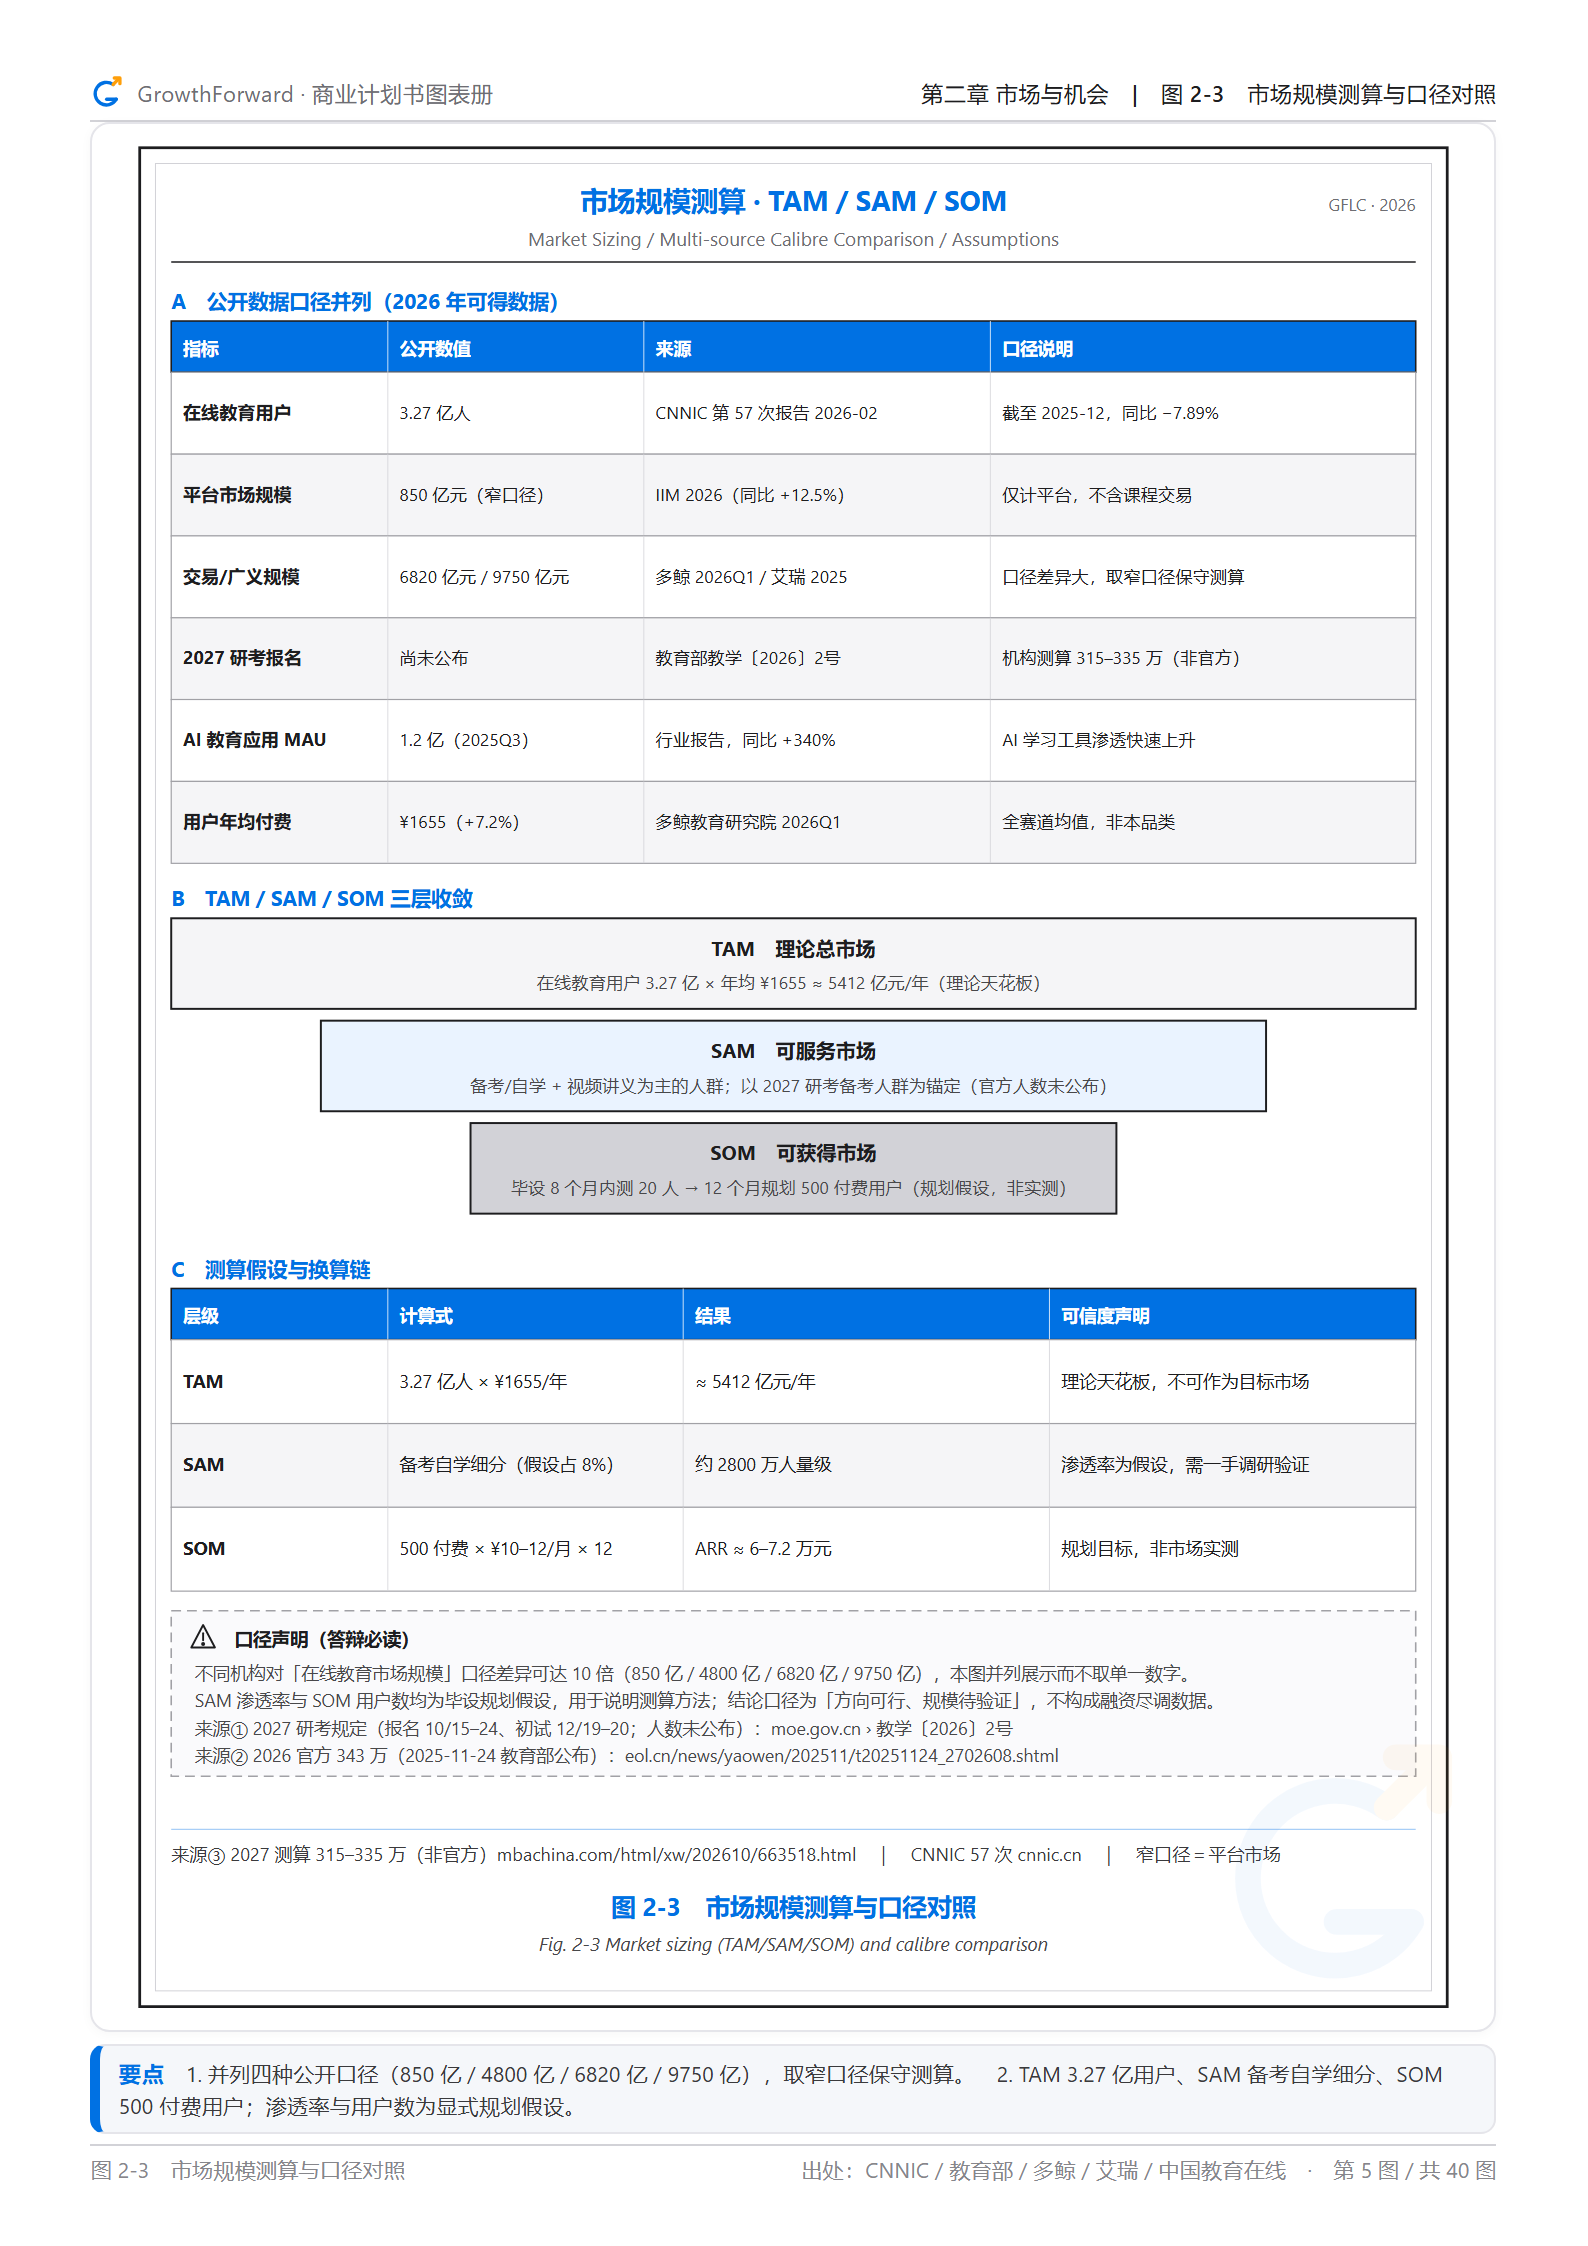 GrowthForward · 商业计划书图表册
第二章 市场与机会 | 图 2-3 市场规模测算与口径对照
市场规模测算 · TAM / SAM / SOM
GFLC · 2026
Market Sizing / Multi-source Calibre Comparison / Assumptions
A 公开数据口径并列（2026 年可得数据）
指标 公开数值 来源 口径说明
在线教育用户 3.27 亿人 CNNIC 第 57 次报告 2026-02 截至 2025-12，同比 −7.89%
平台市场规模 850 亿元（窄口径） IIM 2026（同比 +12.5%） 仅计平台，不含课程交易
交易/广义规模 6820 亿元 / 9750 亿元 多鲸 2026Q1 / 艾瑞 2025 口径差异大，取窄口径保守测算
2027 研考报名 尚未公布 教育部教学〔2026〕2号 机构测算 315–335 万（非官方）
AI 教育应用 MAU 1.2 亿（2025Q3） 行业报告，同比 +340% AI 学习工具渗透快速上升
用户年均付费 ¥1655（+7.2%） 多鲸教育研究院 2026Q1 全赛道均值，非本品类
B TAM / SAM / SOM 三层收敛
TAM 理论总市场
在线教育用户 3.27 亿 × 年均 ¥1655 ≈ 5412 亿元/年（理论天花板）
SAM 可服务市场
备考/自学 + 视频讲义为主的人群；以 2027 研考备考人群为锚定（官方人数未公布）
SOM 可获得市场
毕设 8 个月内测 20 人 → 12 个月规划 500 付费用户（规划假设，非实测）
C 测算假设与换算链
层级 计算式 结果 可信度声明
TAM 3.27 亿人 × ¥1655/年 ≈ 5412 亿元/年 理论天花板，不可作为目标市场
SAM 备考自学细分（假设占 8%） 约 2800 万人量级 渗透率为假设，需一手调研验证
SOM 500 付费 × ¥10–12/月 × 12 ARR ≈ 6–7.2 万元 规划目标，非市场实测
口径声明（答辩必读）
不同机构对「在线教育市场规模」口径差异可达 10 倍（850 亿 / 4800 亿 / 6820 亿 / 9750 亿），本图并列展示而不取单一数字。
SAM 渗透率与 SOM 用户数均为毕设规划假设，用于说明测算方法；结论口径为「方向可行、规模待验证」，不构成融资尽调数据。
来源① 2027 研考规定（报名 10/15–24、初试 12/19–20；人数未公布）：moe.gov.cn › 教学〔2026〕2号
来源② 2026 官方 343 万（2025-11-24 教育部公布）：eol.cn/news/yaowen/202511/t20251124_2702608.shtml
来源③ 2027 测算 315–335 万（非官方）mbachina.com/html/xw/202610/663518.html | CNNIC 57 次 cnnic.cn | 窄口径＝平台市场
图 2-3 市场规模测算与口径对照
Fig. 2-3 Market sizing (TAM/SAM/SOM) and calibre comparison
要点 1. 并列四种公开口径（850 亿 / 4800 亿 / 6820 亿 / 9750 亿），取窄口径保守测算。 2. TAM 3.27 亿用户、SAM 备考自学细分、SOM
500 付费用户；渗透率与用户数为显式规划假设。
图 2-3 市场规模测算与口径对照
出处：CNNIC / 教育部 / 多鲸 / 艾瑞 / 中国教育在线 · 第 5 图 / 共 40 图